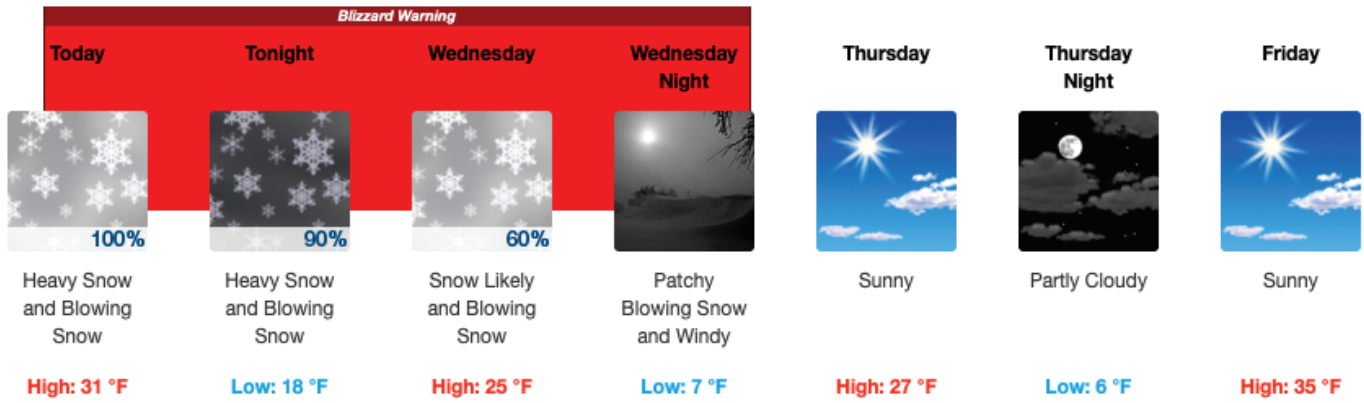 Blizzard Warning
Today
Tonight
Wednesday
Wednesday
Night
Thursday
Thursday
Night
Friday
100%
90%
60%
Heavy Snow
and Blowing
Snow
Heavy Snow
and Blowing
Snow
Snow Likely
and Blowing
Snow
Patchy
Blowing Snow
and Windy
Sunny
Partly Cloudy
Sunny
High: 31 °F
Low: 18 °F
High: 25 °F
Low: 7 °F
High: 27 °F
Low: 6 °F
High: 35 °F